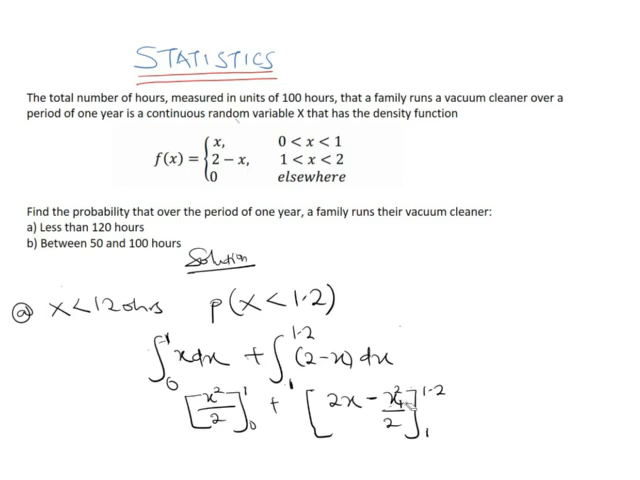 STATISTICS
The total number of hours, measured in units of 100 hours, that a family runs a vacuum cleaner over a
period of one year is a continuous random variable X that has the density function
f(x) = { x, 0 < x < 1
2 − x, 1 < x < 2
0 elsewhere
Find the probability that over the period of one year, a family runs their vacuum cleaner:
a) Less than 120 hours
b) Between 50 and 100 hours
Solution
(a) X < 120hrs P(X < 1.2)
∫₀¹ x dx + ∫₁^1.2 (2−x) dx
[x²/2]₀¹ + [2x − x²/2]₁^1.2